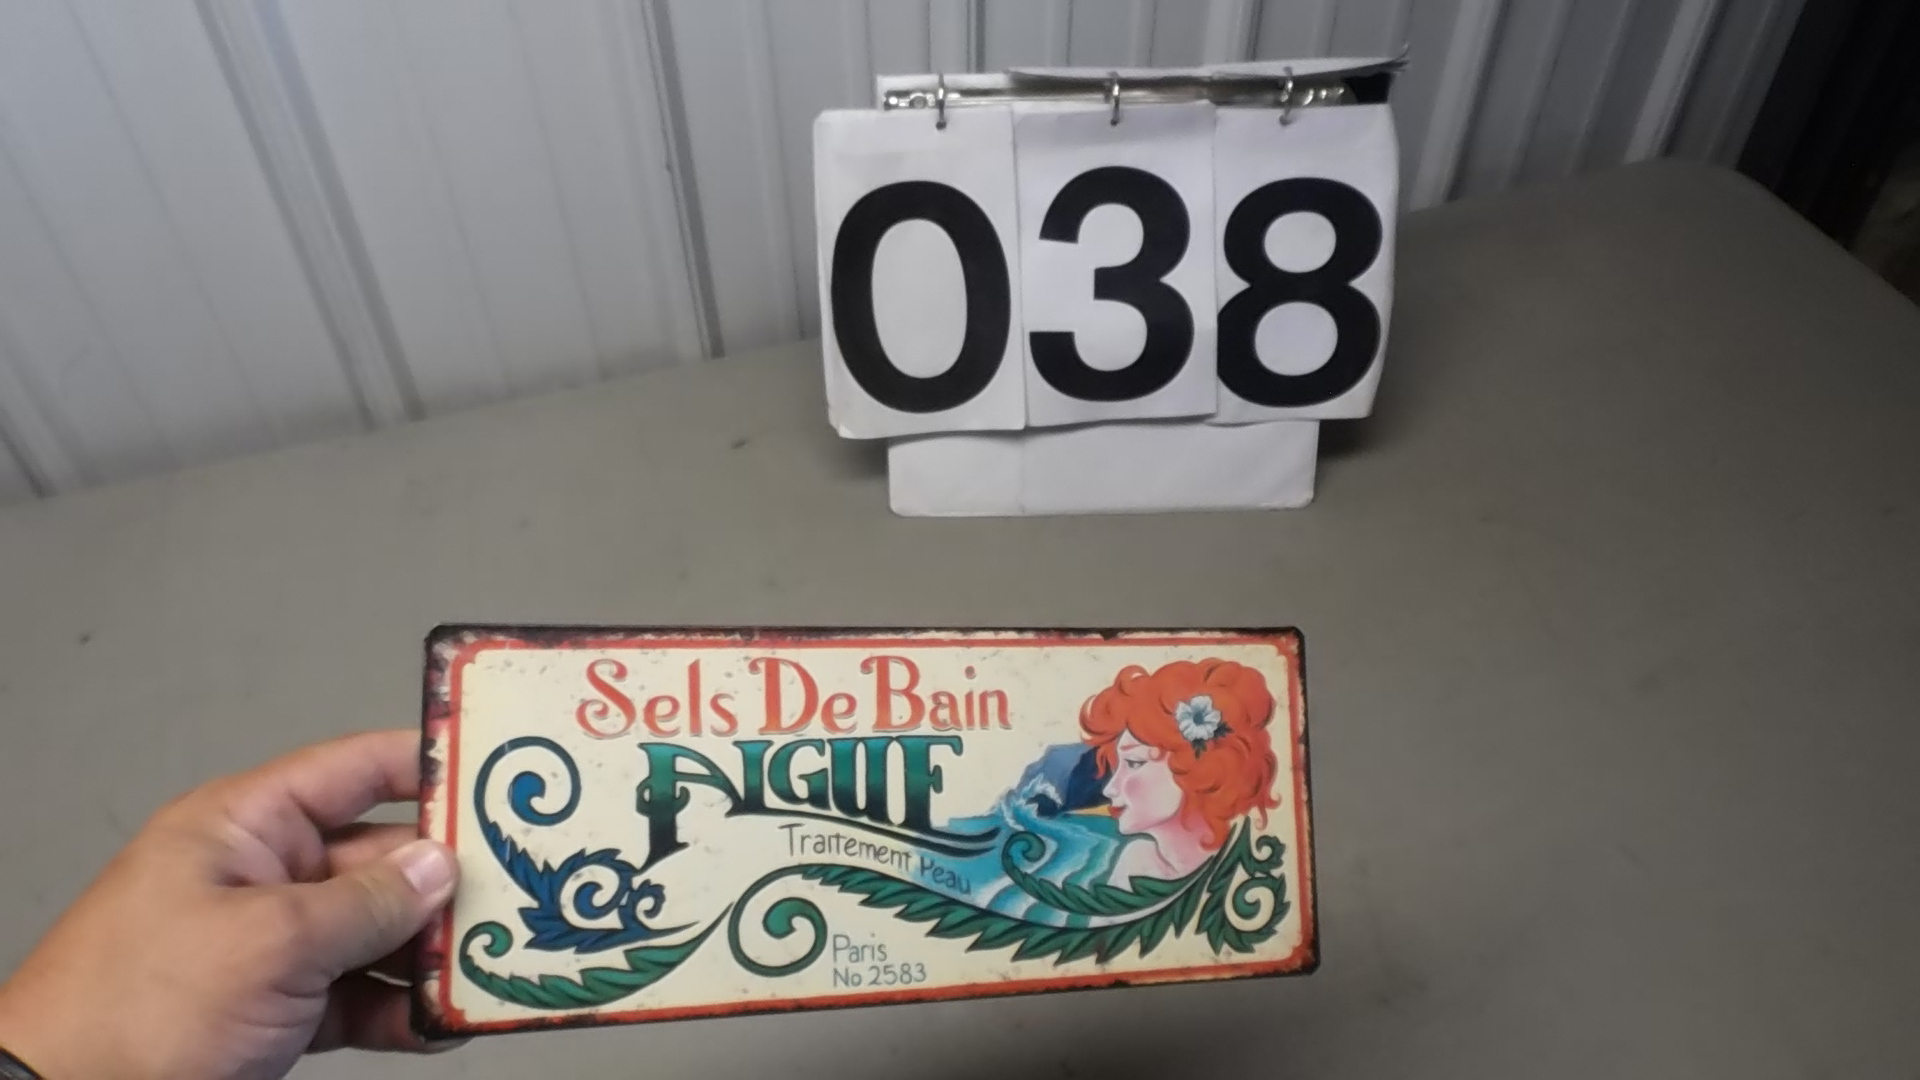 038
Sels De Bain
AIGUE
Traitement Peau
Paris
No 2583